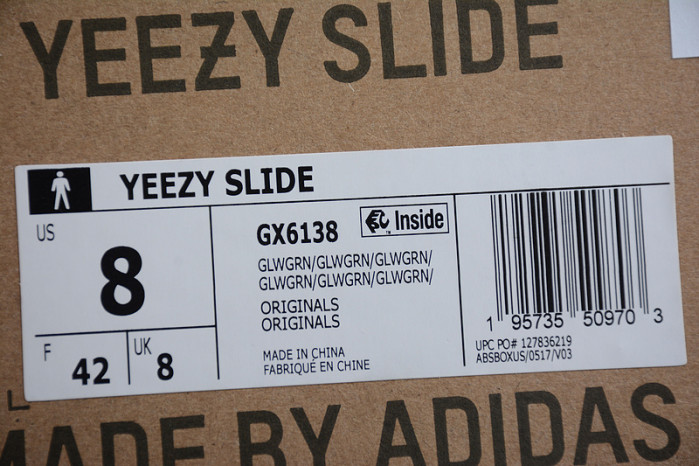 YEEZY SLIDE
YEEZY SLIDE
US
8
F 42
UK 8
GX6138
Inside
TM
GLWGRN/GLWGRN/GLWGRN/
GLWGRN/GLWGRN/GLWGRN/
ORIGINALS
ORIGINALS
MADE IN CHINA
FABRIQUÉ EN CHINE
1 95735 50970 3
UPC PO# 127836219
ABSBOXUS/0517/V03
MADE BY ADIDAS